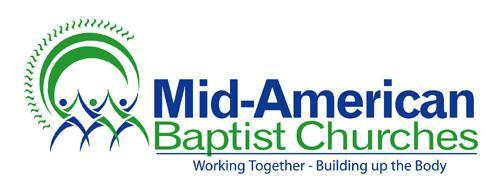 Mid-American
Baptist Churches
Working Together - Building up the Body